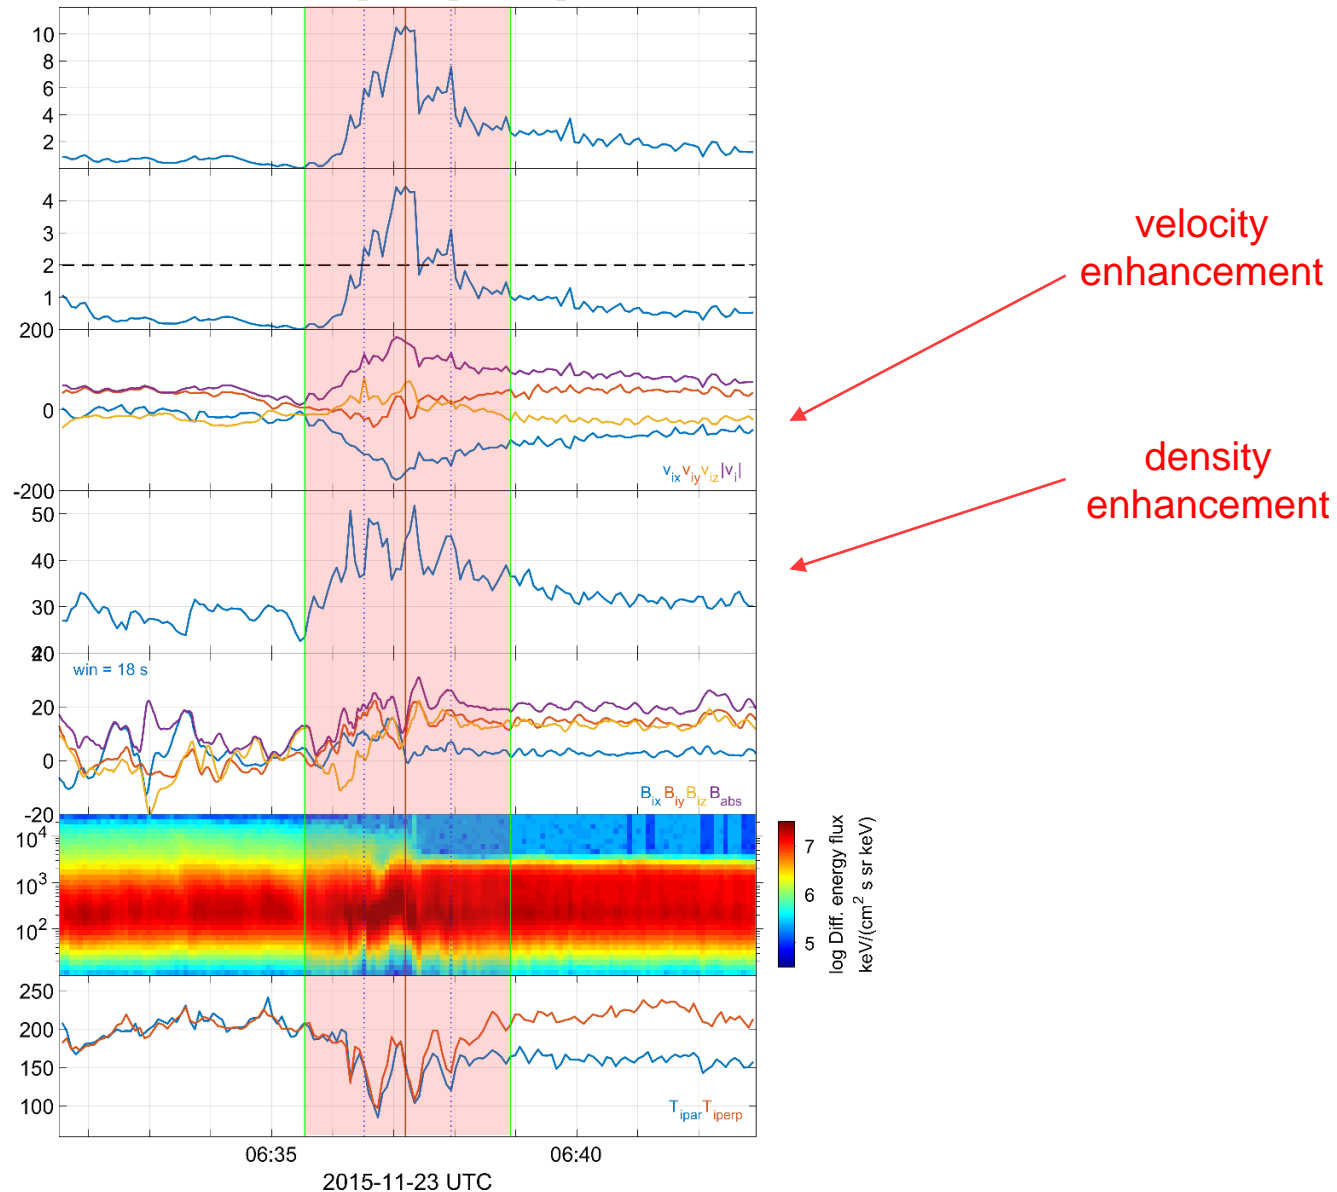 10
8
6
4
2
4
3
2
1
200
0
-200
v_ix v_iy v_iz |v_i|
velocity
enhancement
density
enhancement
50
40
30
20
40
20
0
-20
win = 18 s
B_ix B_iy B_iz B_abs
10^4
10^3
10^2
7
6
5
log Diff. energy flux
keV/(cm^2 s sr keV)
250
200
150
100
T_ipar T_iperp
06:35
06:40
2015-11-23 UTC